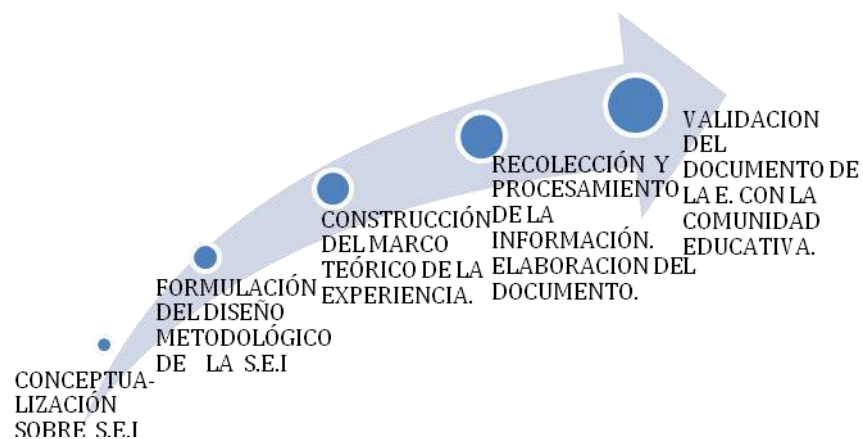 CONCEPTUA-
LIZACIÓN
SOBRE S.E.I
FORMULACIÓN
DEL DISEÑO
METODOLÓGICO
DE LA S.E.I
CONSTRUCCIÓN
DEL MARCO
TEÓRICO DE LA
EXPERIENCIA.
RECOLECCIÓN Y
PROCESAMIENTO
DE LA
INFORMACIÓN.
ELABORACION DEL
DOCUMENTO.
VALIDACION
DEL
DOCUMENTO DE
LA E. CON LA
COMUNIDAD
EDUCATIVA.